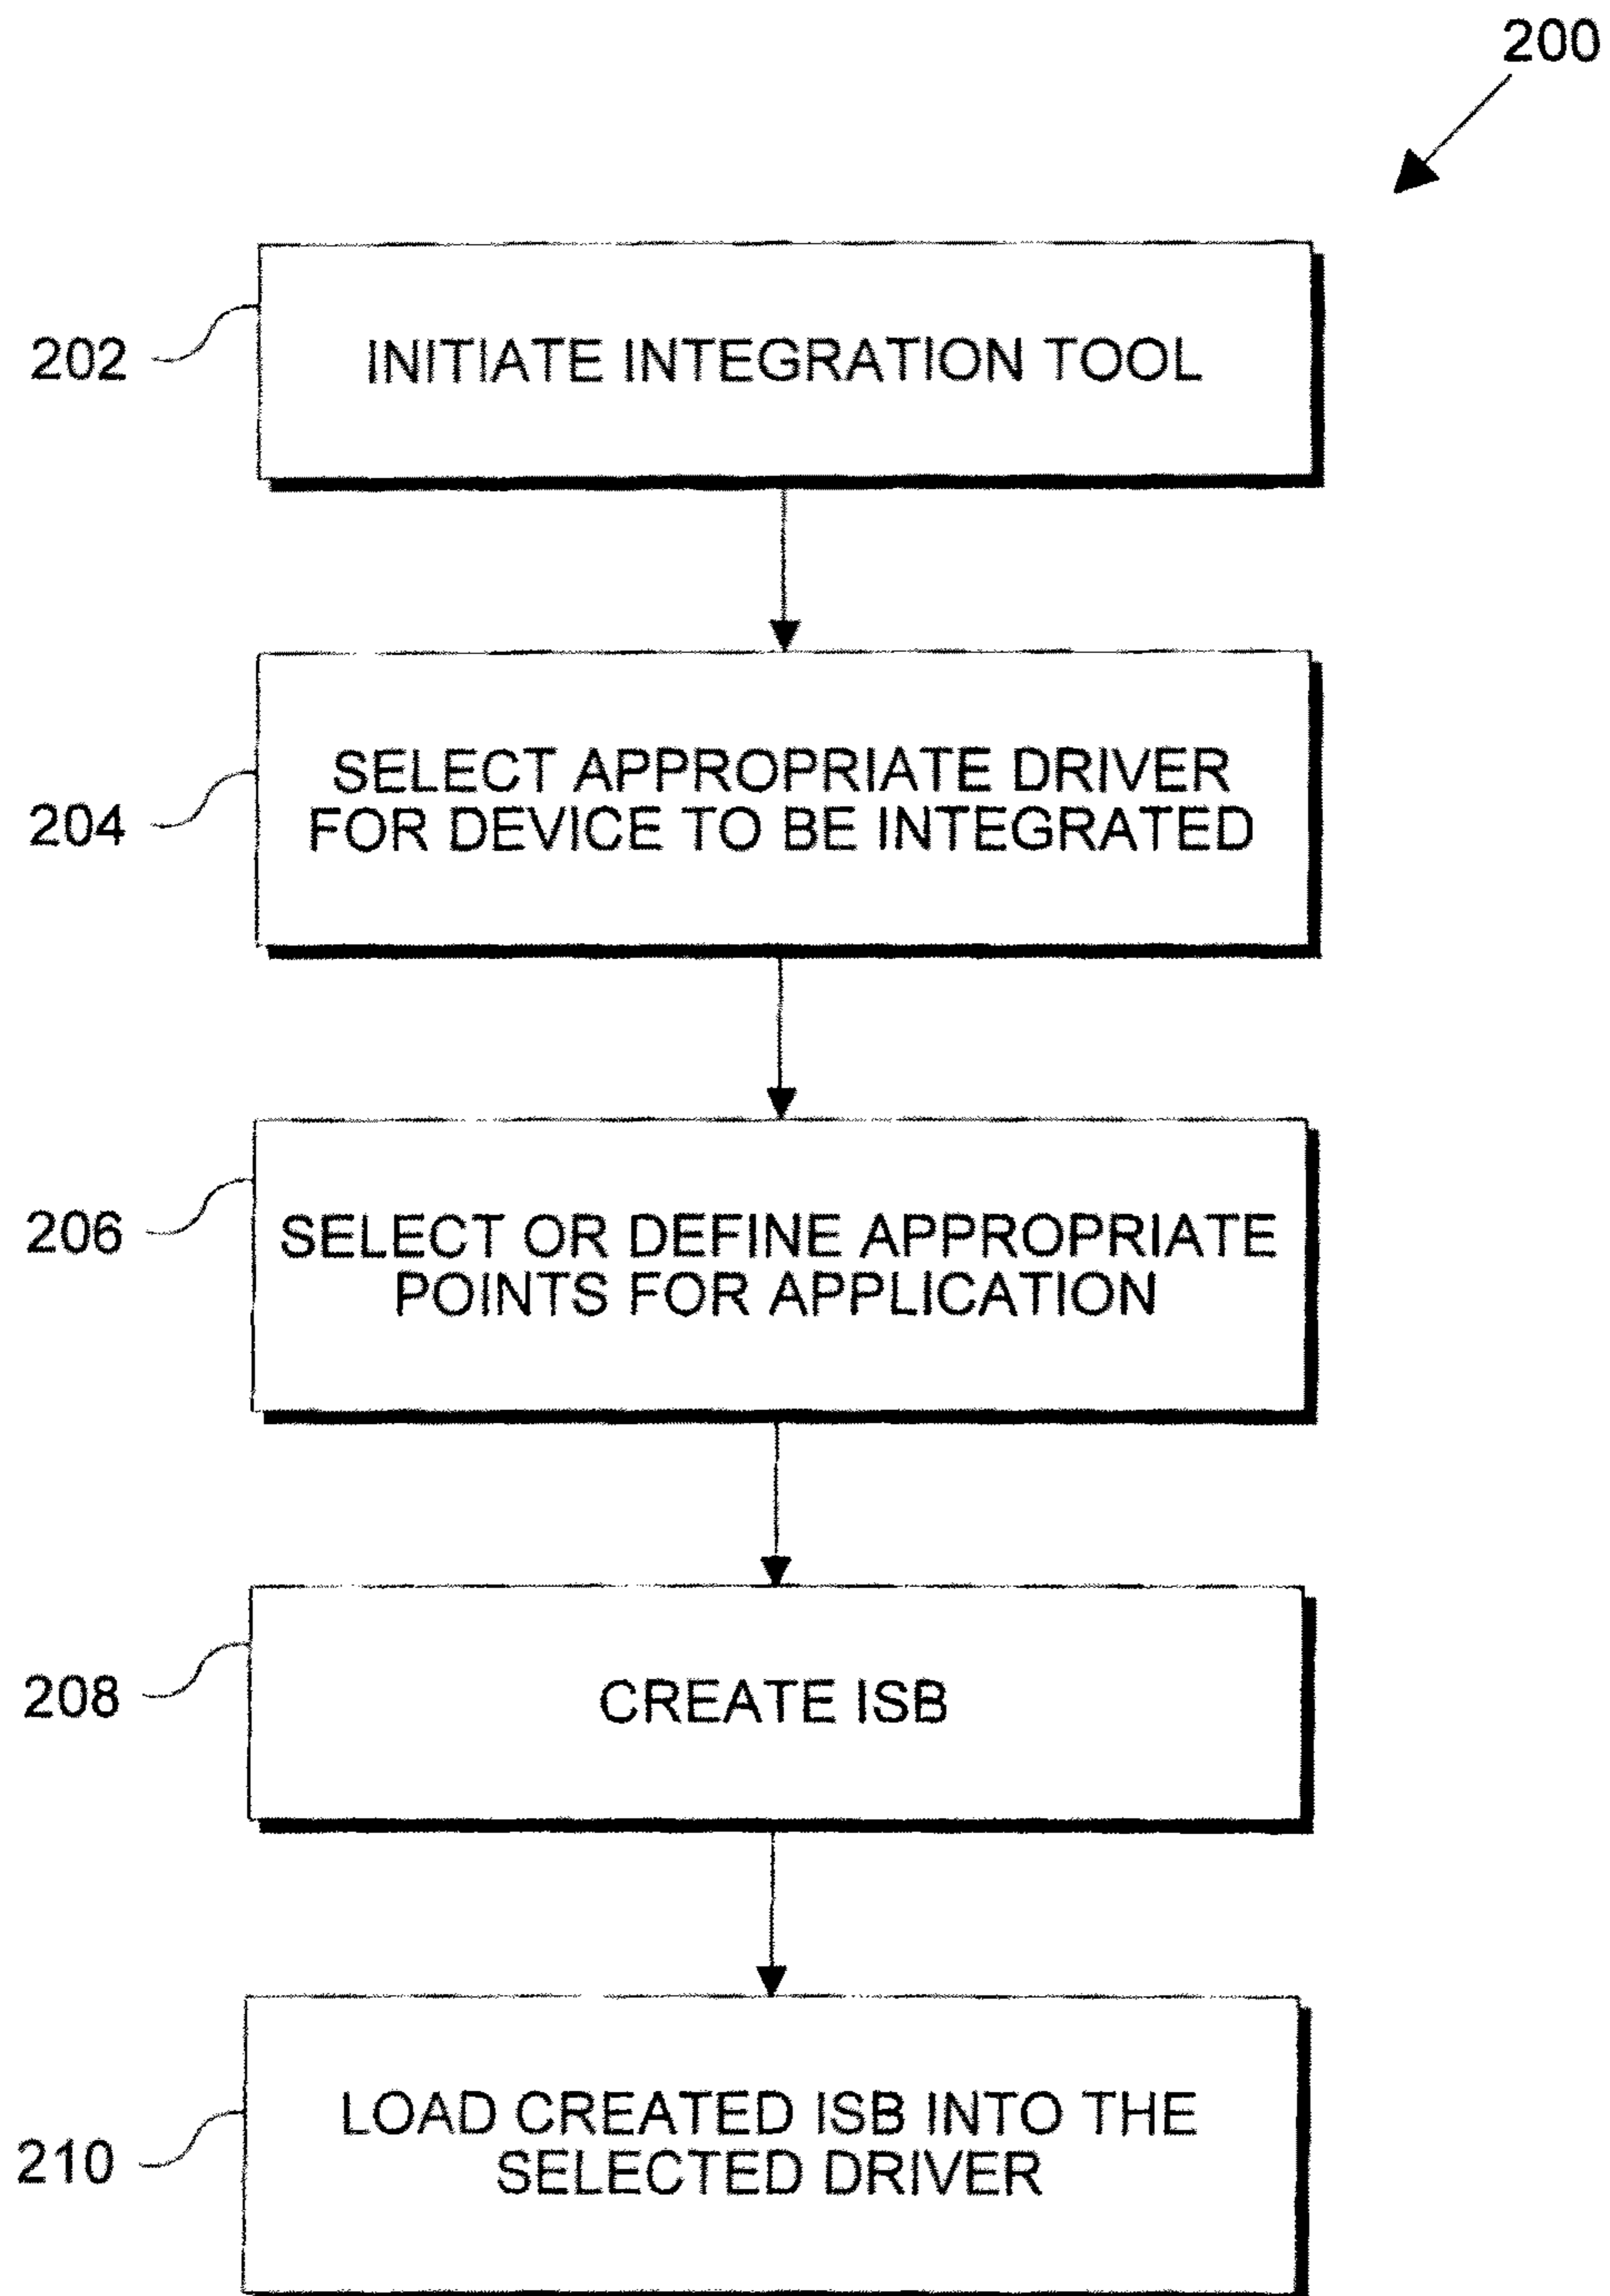 200
202
INITIATE INTEGRATION TOOL
204
SELECT APPROPRIATE DRIVER
FOR DEVICE TO BE INTEGRATED
206
SELECT OR DEFINE APPROPRIATE
POINTS FOR APPLICATION
208
CREATE ISB
210
LOAD CREATED ISB INTO THE
SELECTED DRIVER